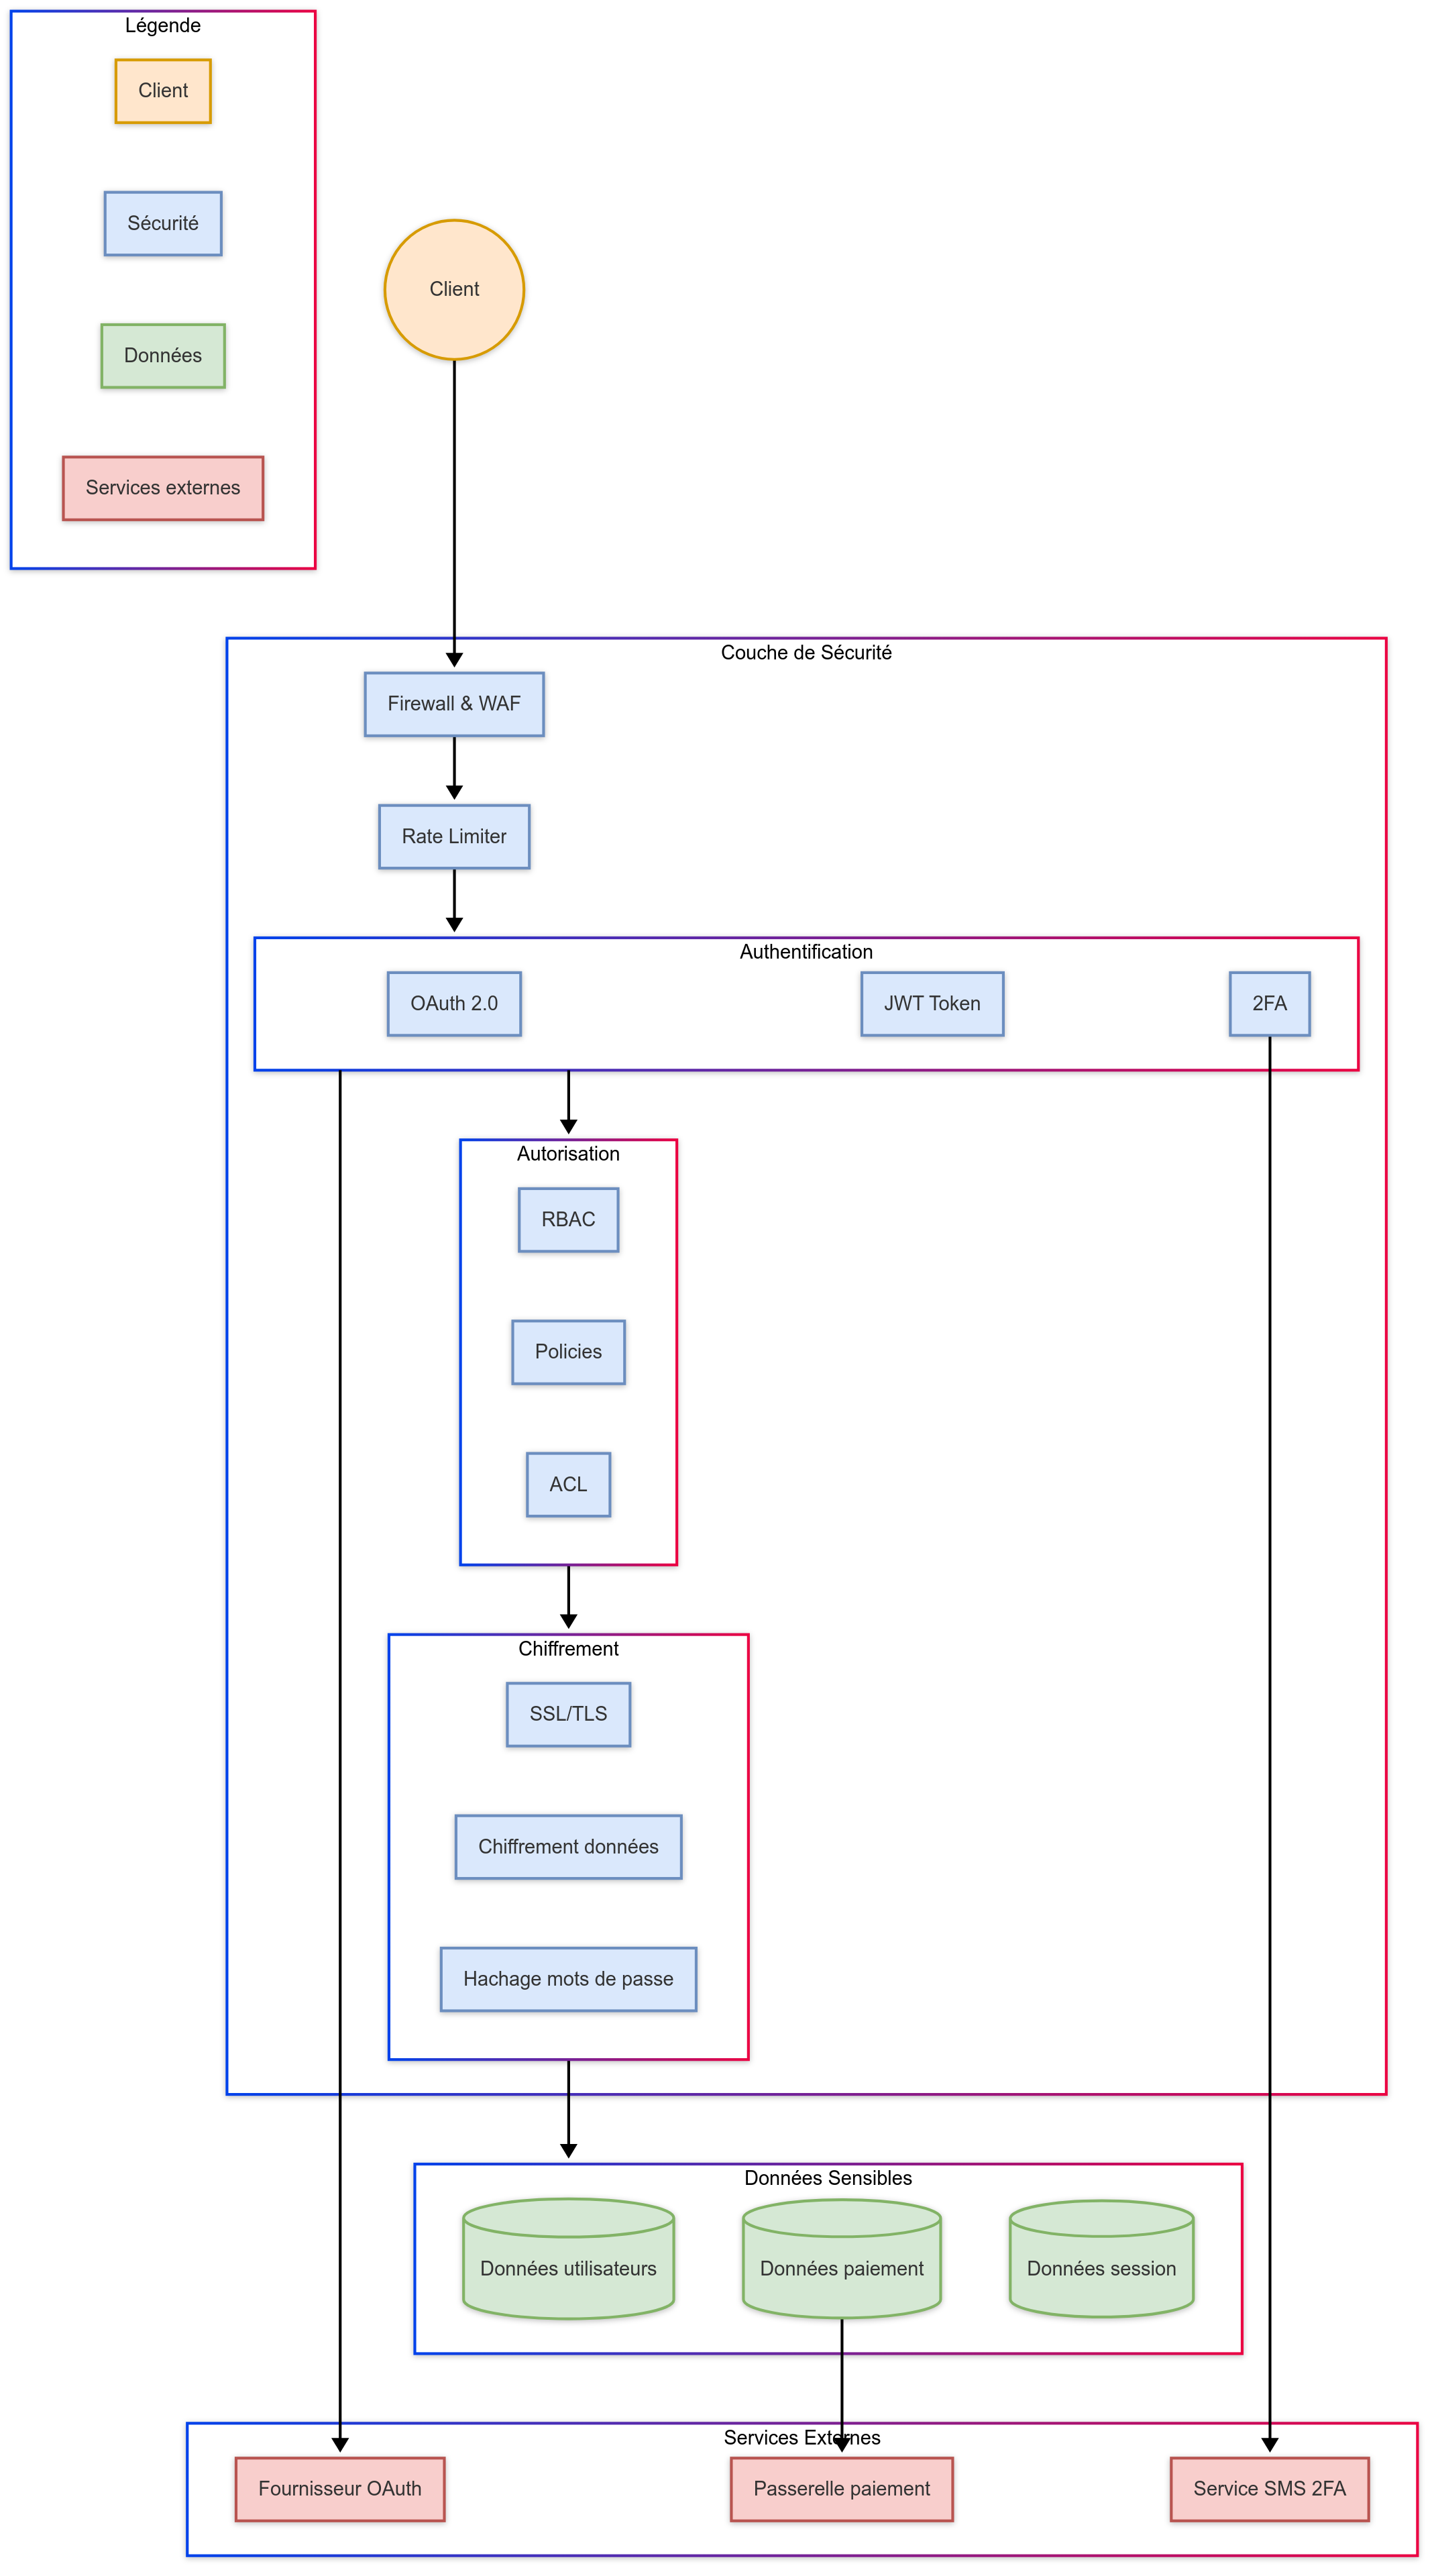 Légende
Client
Sécurité
Données
Services externes
Client
Couche de Sécurité
Firewall & WAF
Rate Limiter
Authentification
OAuth 2.0
JWT Token
2FA
Autorisation
RBAC
Policies
ACL
Chiffrement
SSL/TLS
Chiffrement données
Hachage mots de passe
Données Sensibles
Données utilisateurs
Données paiement
Données session
Services Externes
Fournisseur OAuth
Passerelle paiement
Service SMS 2FA